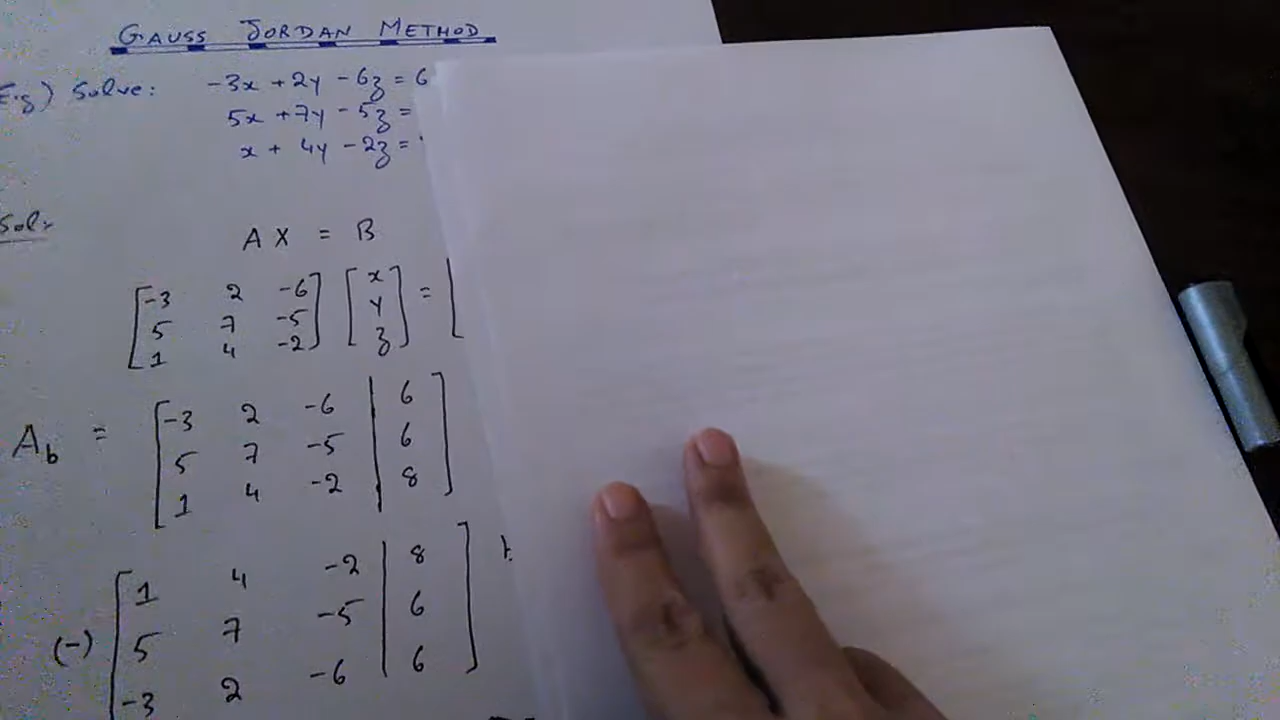 GAUSS JORDAN METHOD
E.g) Solve: -3x + 2y - 6z = 6
5x + 7y - 5z =
x + 4y - 2z =
Sol:
A X = B
[-3 2 -6] [x] = [
5 7 -5 y
1 4 -2 z
A_b = [-3 2 -6 | 6]
5 7 -5 | 6
1 4 -2 | 8
[1 4 -2 | 8]
(-) 5 7 -5 | 6
-3 2 -6 | 6